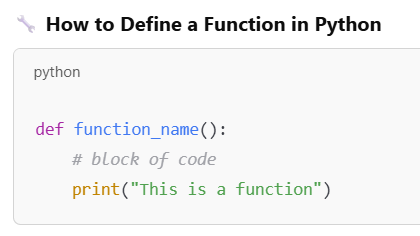 How to Define a Function in Python
python
def function_name():
    # block of code
    print("This is a function")